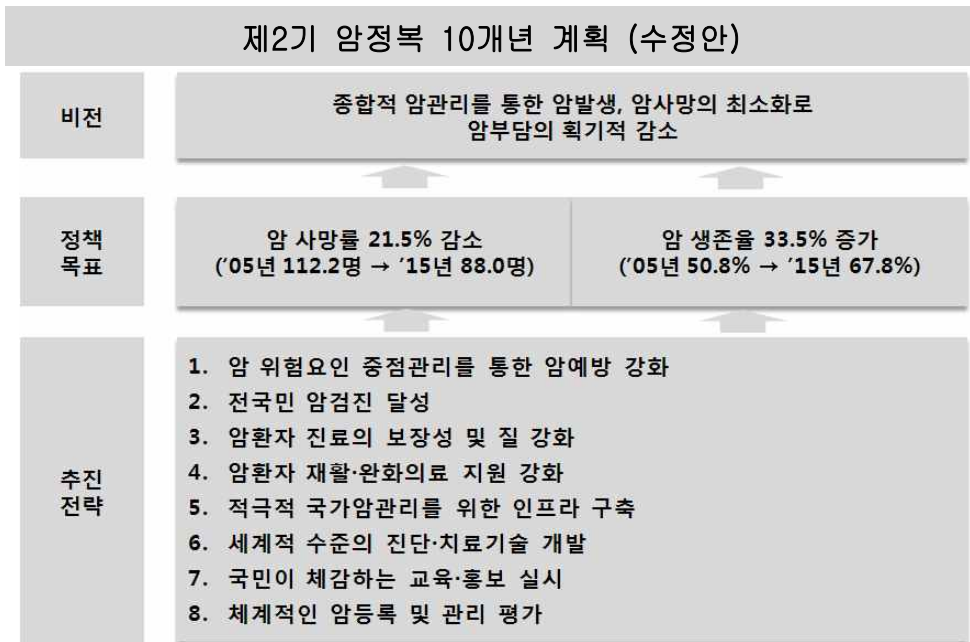 제2기 암정복 10개년 계획 (수정안)
비전
종합적 암관리를 통한 암발생, 암사망의 최소화로
암부담의 획기적 감소
정책
목표
암 사망률 21.5% 감소
(′05년 112.2명 → ′15년 88.0명)
암 생존율 33.5% 증가
(′05년 50.8% → ′15년 67.8%)
추진
전략
1. 암 위험요인 중점관리를 통한 암예방 강화
2. 전국민 암검진 달성
3. 암환자 진료의 보장성 및 질 강화
4. 암환자 재활·완화의료 지원 강화
5. 적극적 국가암관리를 위한 인프라 구축
6. 세계적 수준의 진단·치료기술 개발
7. 국민이 체감하는 교육·홍보 실시
8. 체계적인 암등록 및 관리 평가